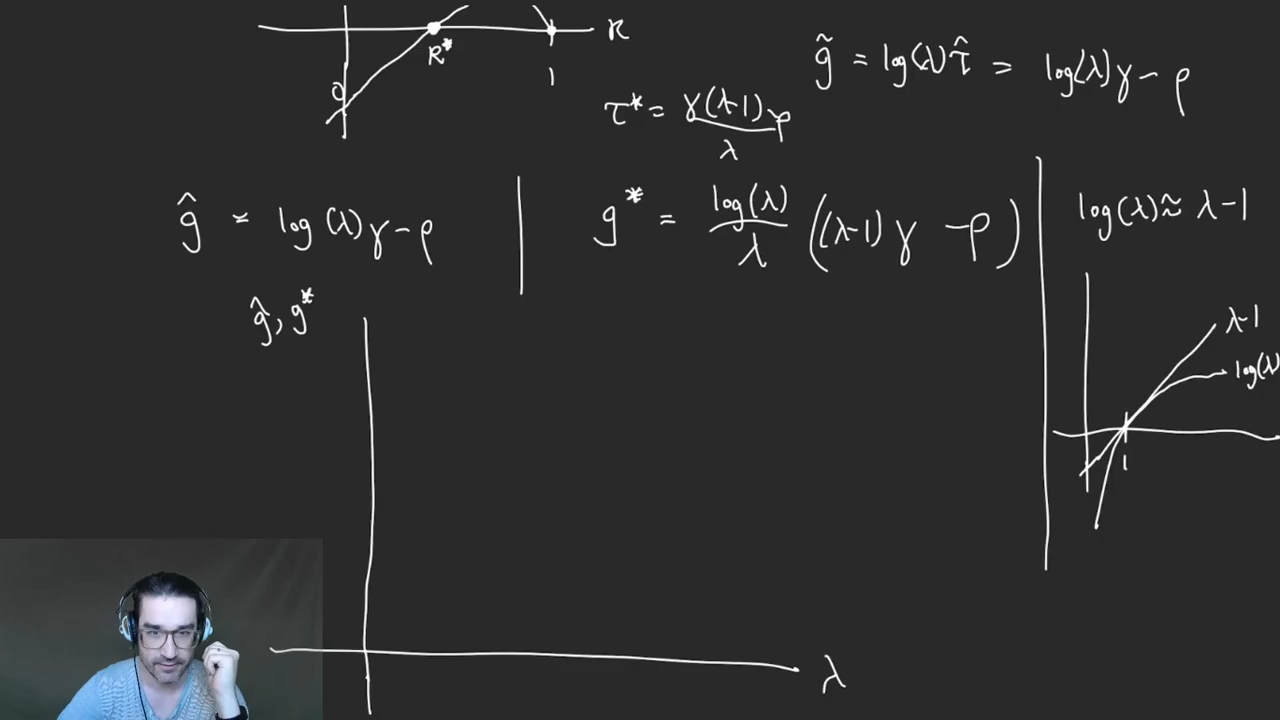 R
R*
0
1
g̃ = log(λ)τ̂ = log(λ)γ-ρ
τ* = γ(λ-1)-ρ / λ
ĝ = log(λ)γ-ρ
g* = log(λ)/λ ((λ-1)γ -ρ)
log(λ)≈ λ-1
ĝ, g*
λ-1
log(λ)
1
λ